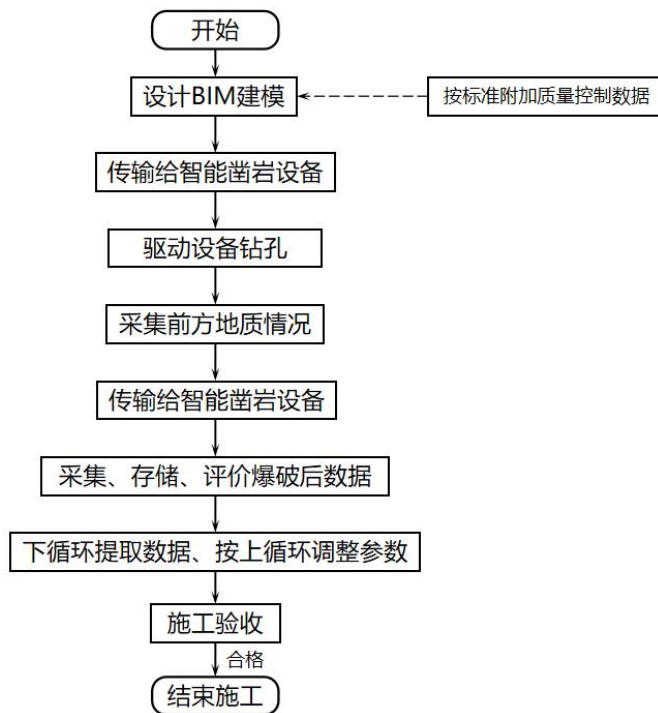 开始
设计BIM建模
按标准附加质量控制数据
传输给智能凿岩设备
驱动设备钻孔
采集前方地质情况
传输给智能凿岩设备
采集、存储、评价爆破后数据
下循环提取数据、按上循环调整参数
施工验收
合格
结束施工